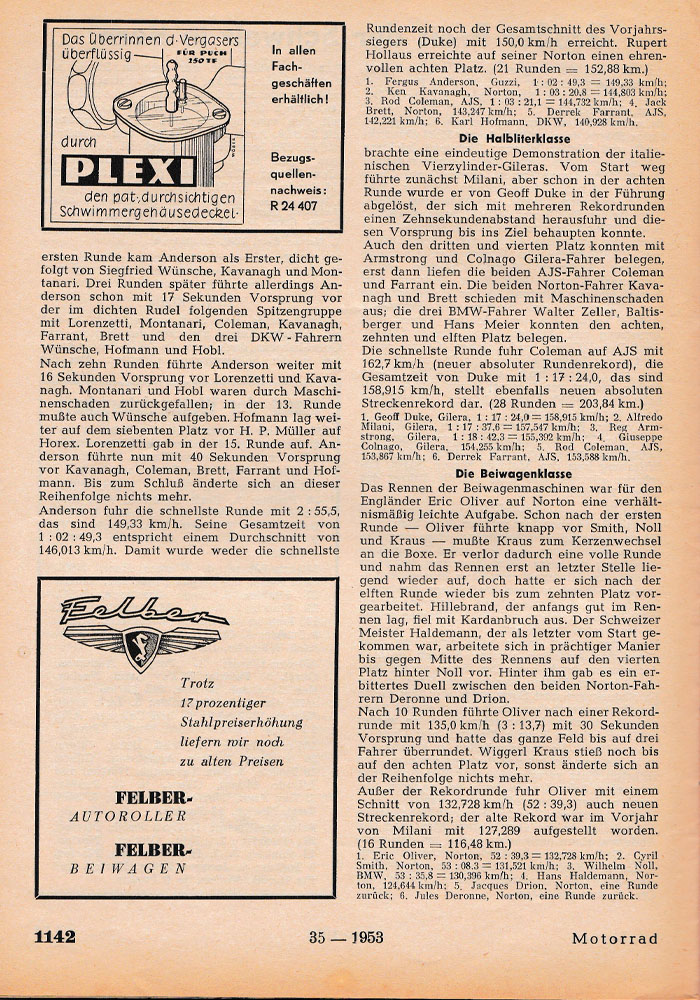 Das Überrinnen d. Vergasers
überflüssig
FÜR PUCH
150 TF
durch
PLEXI
den pat., durchsichtigen
Schwimmergehäusedeckel.
In allen
Fach-
geschäften
erhältlich!
Bezugs-
quellen-
nachweis:
R 24 407
ersten Runde kam Anderson als Erster, dicht ge-
folgt von Siegfried Wünsche, Kavanagh und Mon-
tanari. Drei Runden später führte allerdings An-
derson schon mit 17 Sekunden Vorsprung vor
der im dichten Rudel folgenden Spitzengruppe
mit Lorenzetti, Montanari, Coleman, Kavanagh,
Farrant, Brett und den drei DKW-Fahrern
Wünsche, Hofmann und Hobl.
Nach zehn Runden führte Anderson weiter mit
16 Sekunden Vorsprung vor Lorenzetti und Kava-
nagh. Montanari und Hobl waren durch Maschi-
nenschaden zurückgefallen; in der 13. Runde
mußte auch Wünsche aufgeben. Hofmann lag wei-
ter auf dem siebenten Platz vor H. P. Müller auf
Horex. Lorenzetti gab in der 15. Runde auf. An-
derson führte nun mit 40 Sekunden Vorsprung
vor Kavanagh, Coleman, Brett, Farrant und Hof-
mann. Bis zum Schluß änderte sich an dieser
Reihenfolge nichts mehr.
Anderson fuhr die schnellste Runde mit 2 : 55,5,
das sind 149,33 km/h. Seine Gesamtzeit von
1 : 02 : 49,3 entspricht einem Durchschnitt von
146,013 km/h. Damit wurde weder die schnellste
Felber
Trotz
17 prozentiger
Stahlpreiserhöhung
liefern wir noch
zu alten Preisen
FELBER-
AUTOROLLER
FELBER-
BEIWAGEN
Rundenzeit noch der Gesamtschnitt des Vorjahrs-
siegers (Duke) mit 150,0 km/h erreicht. Rupert
Hollaus erreichte auf seiner Norton einen ehren-
vollen achten Platz. (21 Runden = 152,88 km.)
1. Fergus Anderson, Guzzi, 1 : 02 : 49,3 = 149,33 km/h;
2. Ken Kavanagh, Norton, 1 : 03 : 20,8 = 144,803 km/h;
3. Rod Coleman, AJS, 1 : 03 : 21,1 = 144,732 km/h; 4. Jack
Brett, Norton, 143,247 km/h; 5. Derrek Farrant, AJS,
142,221 km/h; 6. Karl Hofmann, DKW, 140,928 km/h.
Die Halbliterklasse
brachte eine eindeutige Demonstration der italie-
nischen Vierzylinder-Gileras. Vom Start weg
führte zunächst Milani, aber schon in der achten
Runde wurde er von Geoff Duke in der Führung
abgelöst, der sich mit mehreren Rekordrunden
einen Zehnsekundenabstand herausfuhr und die-
sen Vorsprung bis ins Ziel behaupten konnte.
Auch den dritten und vierten Platz konnten mit
Armstrong und Colnago Gilera-Fahrer belegen,
erst dann liefen die beiden AJS-Fahrer Coleman
und Farrant ein. Die beiden Norton-Fahrer Kava-
nagh und Brett schieden mit Maschinenschaden
aus; die drei BMW-Fahrer Walter Zeller, Baltis-
berger und Hans Meier konnten den achten,
zehnten und elften Platz belegen.
Die schnellste Runde fuhr Coleman auf AJS mit
162,7 km/h (neuer absoluter Rundenrekord), die
Gesamtzeit von Duke mit 1 : 17 : 24,0, das sind
158,915 km/h, stellt ebenfalls neuen absoluten
Streckenrekord dar. (28 Runden = 203,84 km.)
1. Geoff Duke, Gilera, 1 : 17 : 24,0 = 158,915 km/h; 2. Alfredo
Milani, Gilera, 1 : 17 : 37.6 = 157,547 km/h; 3. Reg Arm-
strong, Gilera, 1 : 18 : 42.3 = 155,392 km/h; 4. Giuseppe
Colnago, Gilera, 154,255 km/h; 5. Rod Coleman, AJS,
153,867 km/h; 6. Derrek Farrant, AJS, 153,588 km/h.
Die Beiwagenklasse
Das Rennen der Beiwagenmaschinen war für den
Engländer Eric Oliver auf Norton eine verhält-
nismäßig leichte Aufgabe. Schon nach der ersten
Runde — Oliver führte knapp vor Smith, Noll
und Kraus — mußte Kraus zum Kerzenwechsel
an die Boxe. Er verlor dadurch eine volle Runde
und nahm das Rennen erst an letzter Stelle lie-
gend wieder auf, doch hatte er sich nach der
elften Runde wieder bis zum zehnten Platz vor-
gearbeitet. Hillebrand, der anfangs gut im Ren-
nen lag, fiel mit Kardanbruch aus. Der Schweizer
Meister Haldemann, der als letzter vom Start ge-
kommen war, arbeitete sich in prächtiger Manier
bis gegen Mitte des Rennens auf den vierten
Platz hinter Noll vor. Hinter ihm gab es ein er-
bittertes Duell zwischen den beiden Norton-Fah-
rern Deronne und Drion.
Nach 10 Runden führte Oliver nach einer Rekord-
runde mit 135,0 km/h (3 : 13,7) mit 30 Sekunden
Vorsprung und hatte das ganze Feld bis auf drei
Fahrer überrundet. Wiggerl Kraus stieß noch bis
auf den achten Platz vor, sonst änderte sich an
der Reihenfolge nichts mehr.
Außer der Rekordrunde fuhr Oliver mit einem
Schnitt von 132,728 km/h (52 : 39,3) auch neuen
Streckenrekord; der alte Rekord war im Vorjahr
von Milani mit 127,289 aufgestellt worden.
(16 Runden = 116,48 km.)
1. Eric Oliver, Norton, 52 : 39,3 = 132,728 km/h; 2. Cyril
Smith, Norton, 53 : 08.3 = 131,521 km/h; 3. Wilhelm Noll,
BMW, 53 : 35,8 = 130,396 km/h; 4. Hans Haldemann, Nor-
ton, 124,644 km/h; 5. Jacques Drion, Norton, eine Runde
zurück; 6. Jules Deronne, Norton, eine Runde zurück.
1142
35 — 1953
Motorrad